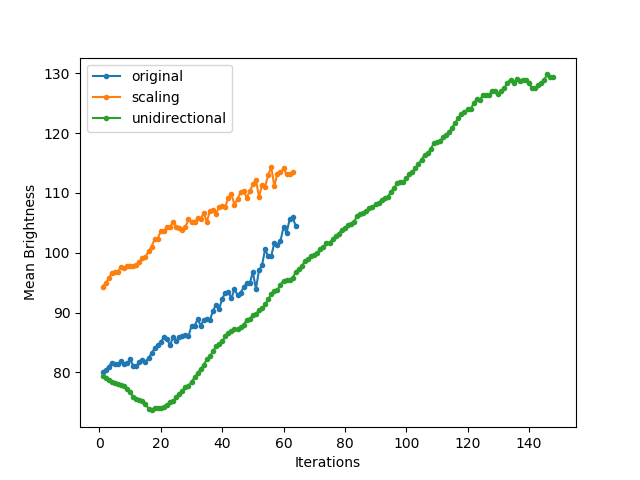 original
scaling
unidirectional
Mean Brightness
130
120
110
100
90
80
0 20 40 60 80 100 120 140
Iterations